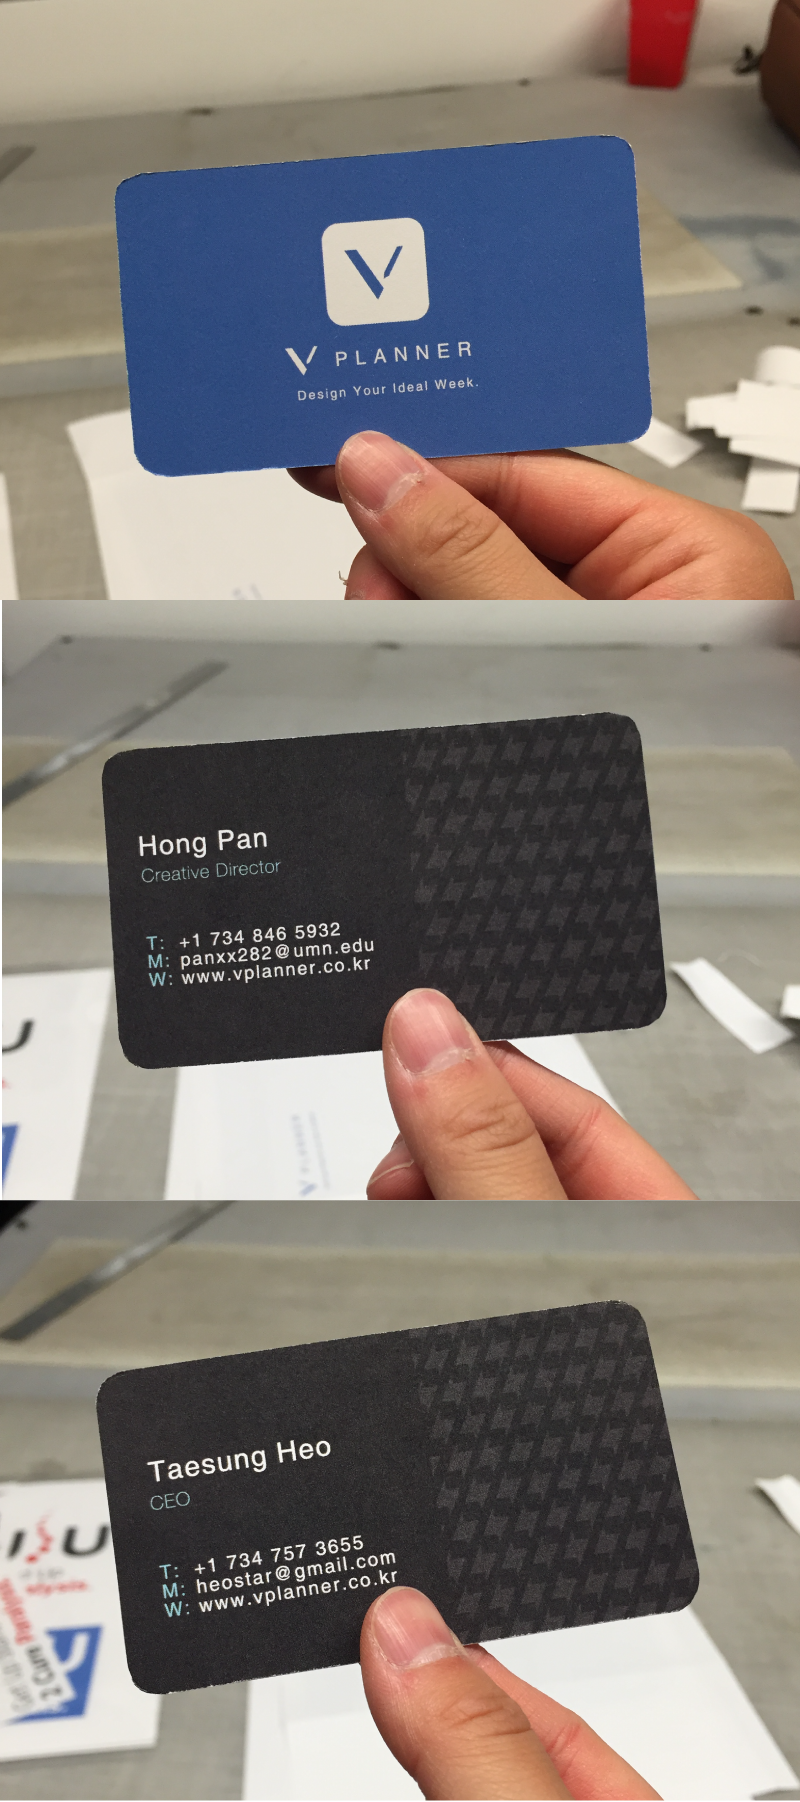 V
V PLANNER
Design Your Ideal Week.
Hong Pan
Creative Director
T: +1 734 846 5932
M: panxx282@umn.edu
W: www.vplanner.co.kr
V PLANNER
Taesung Heo
CEO
T: +1 734 757 3655
M: heostar@gmail.com
W: www.vplanner.co.kr